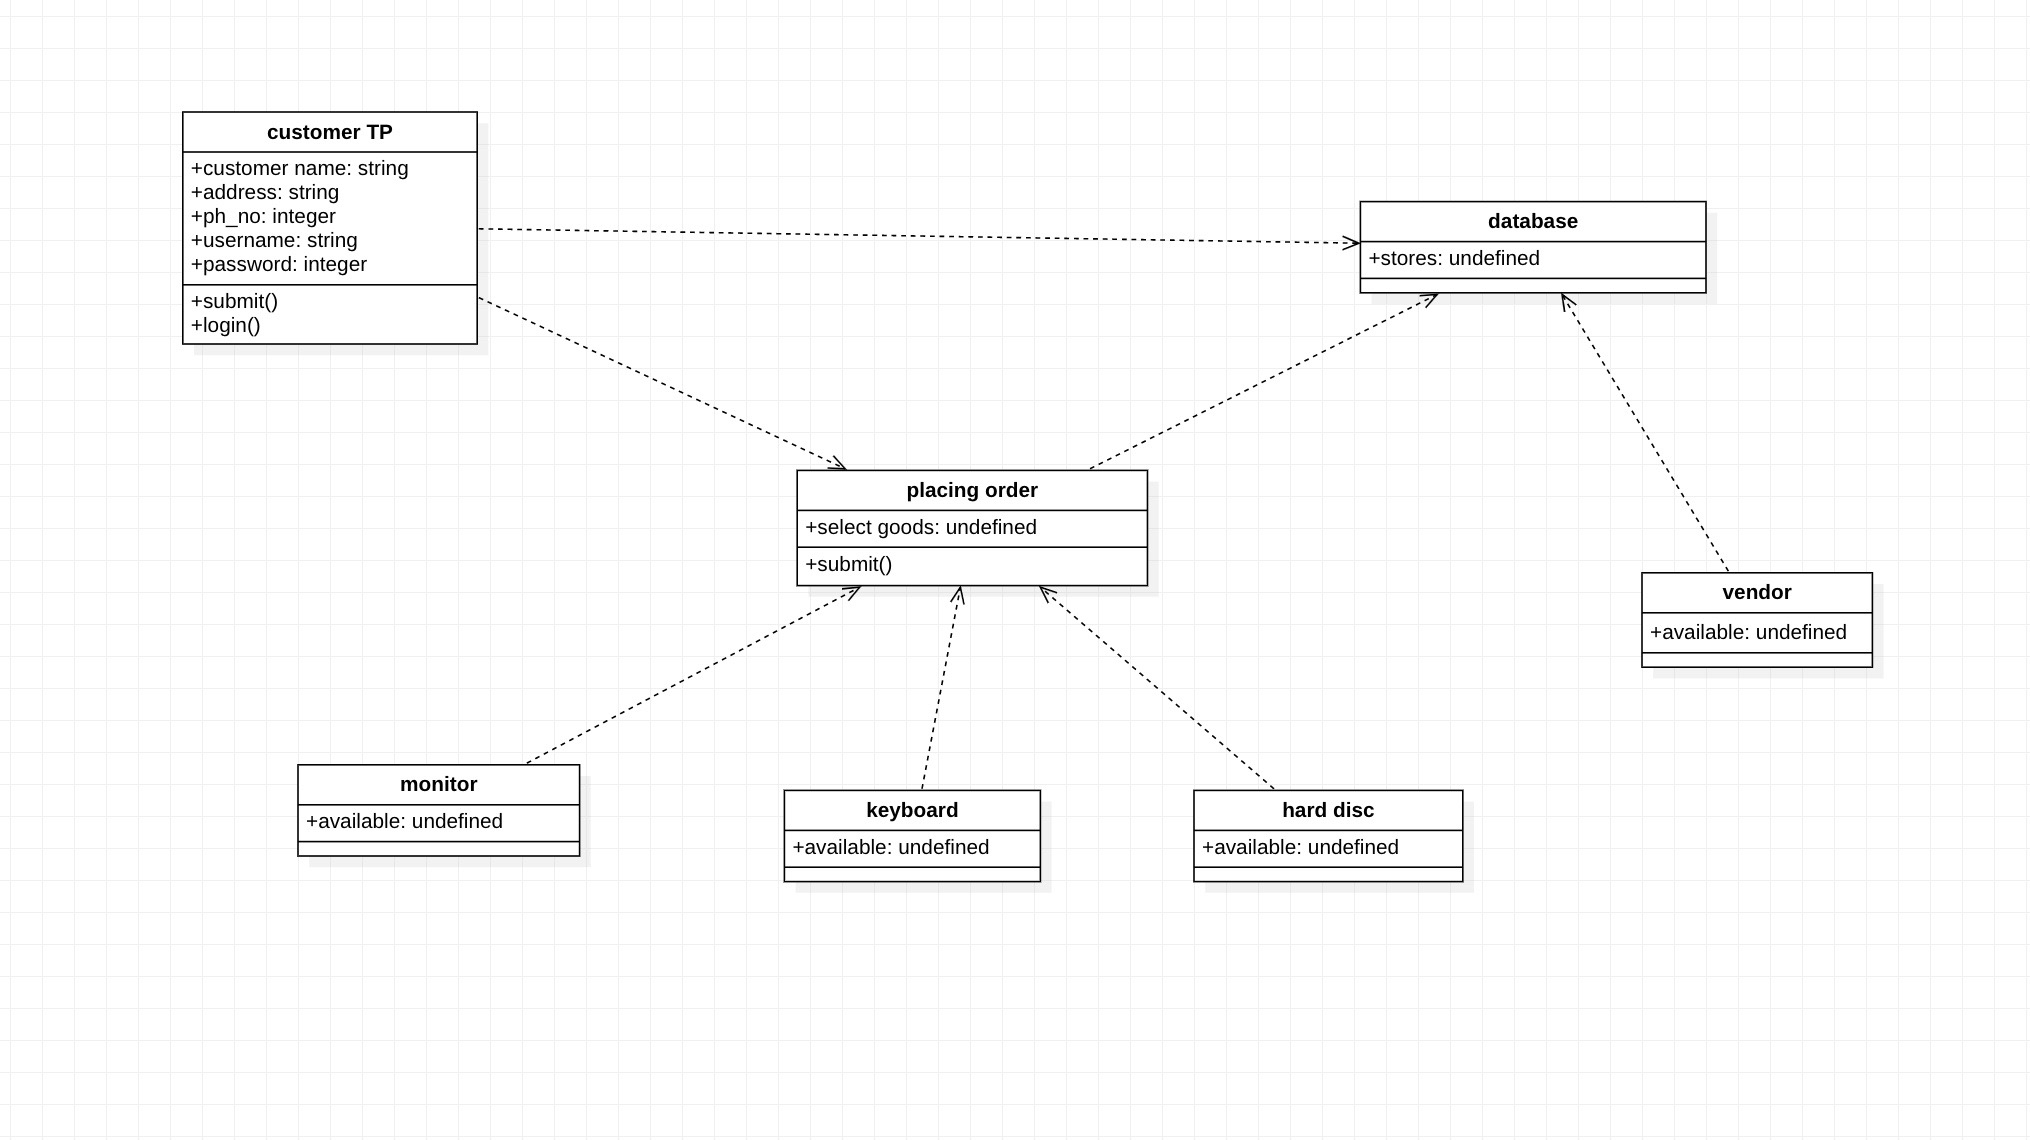 customer TP
+customer name: string
+address: string
+ph_no: integer
+username: string
+password: integer
+submit()
+login()
database
+stores: undefined
placing order
+select goods: undefined
+submit()
vendor
+available: undefined
monitor
+available: undefined
keyboard
+available: undefined
hard disc
+available: undefined